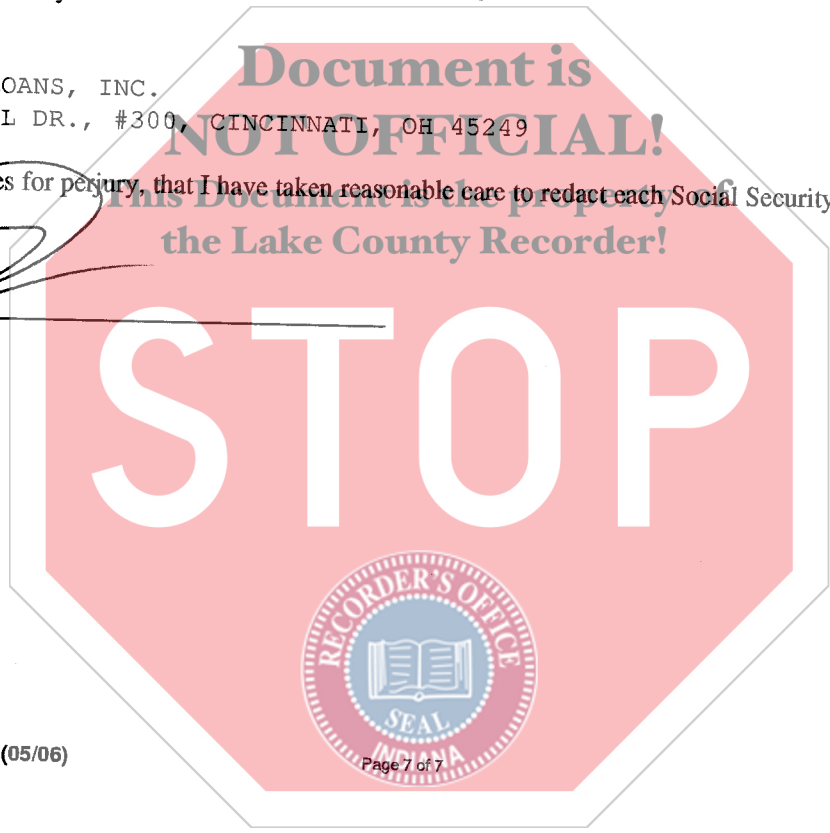 Document is
OANS, INC.
L DR., #300, CINCINNATI, OH 45249
NOT OFFICIAL!
es for perjury, that I have taken reasonable care to redact each Social Security
This Document is the property of
the Lake County Recorder!
STOP
RECORDER'S OFFICE
SEAL
INDIANA
(05/06)
Page 7 of 7